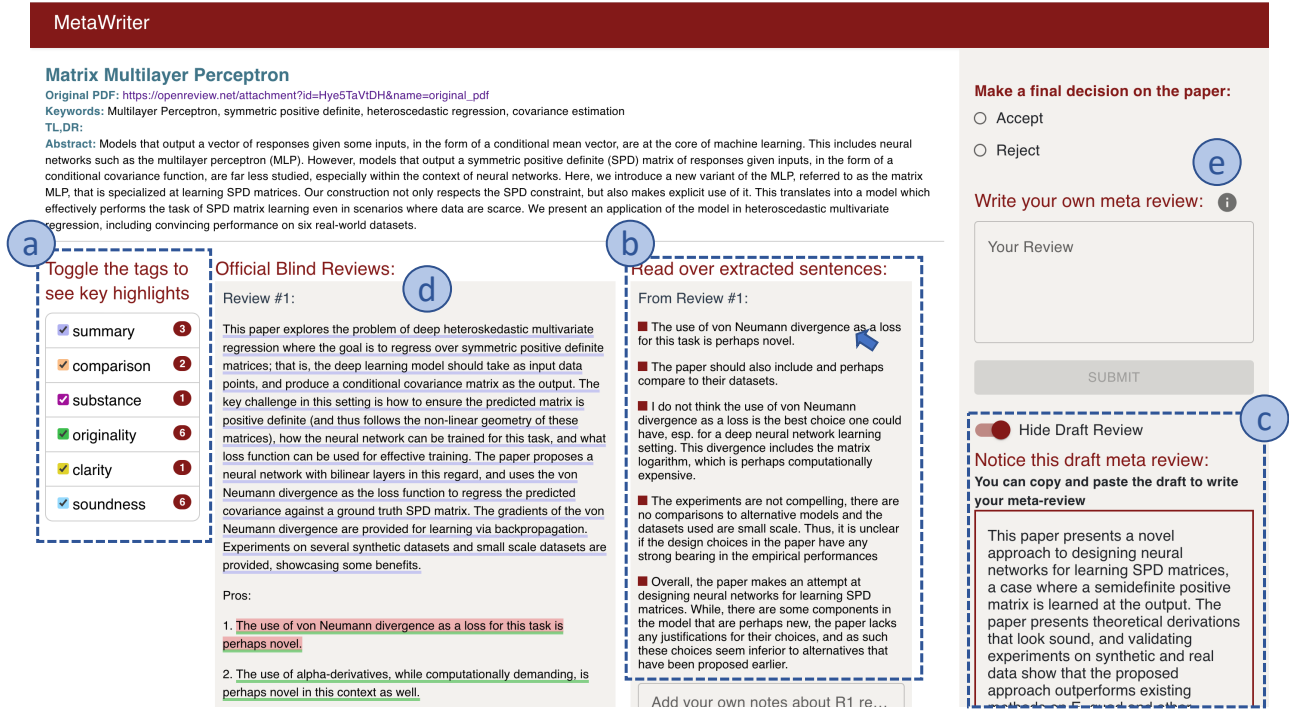 MetaWriter
Matrix Multilayer Perceptron
Original PDF: https://openreview.net/attachment?id=Hye5TaVtDH&name=original_pdf
Keywords: Multilayer Perceptron, symmetric positive definite, heteroscedastic regression, covariance estimation
TL,DR:
Abstract: Models that output a vector of responses given some inputs, in the form of a conditional mean vector, are at the core of machine learning. This includes neural
networks such as the multilayer perceptron (MLP). However, models that output a symmetric positive definite (SPD) matrix of responses given inputs, in the form of a
conditional covariance function, are far less studied, especially within the context of neural networks. Here, we introduce a new variant of the MLP, referred to as the matrix
MLP, that is specialized at learning SPD matrices. Our construction not only respects the SPD constraint, but also makes explicit use of it. This translates into a model which
effectively performs the task of SPD matrix learning even in scenarios where data are scarce. We present an application of the model in heteroscedastic multivariate
regression, including convincing performance on six real-world datasets.
a
Toggle the tags to
see key highlights
summary 3
comparison 2
substance 1
originality 6
clarity 1
soundness 6
Official Blind Reviews:
d
Review #1:
This paper explores the problem of deep heteroskedastic multivariate
regression where the goal is to regress over symmetric positive definite
matrices; that is, the deep learning model should take as input data
points, and produce a conditional covariance matrix as the output. The
key challenge in this setting is how to ensure the predicted matrix is
positive definite (and thus follows the non-linear geometry of these
matrices), how the neural network can be trained for this task, and what
loss function can be used for effective training. The paper proposes a
neural network with bilinear layers in this regard, and uses the von
Neumann divergence as the loss function to regress the predicted
covariance against a ground truth SPD matrix. The gradients of the von
Neumann divergence are provided for learning via backpropagation.
Experiments on several synthetic datasets and small scale datasets are
provided, showcasing some benefits.
Pros:
1. The use of von Neumann divergence as a loss for this task is
perhaps novel.
2. The use of alpha-derivatives, while computationally demanding, is
perhaps novel in this context as well.
b
Read over extracted sentences:
From Review #1:
The use of von Neumann divergence as a loss
for this task is perhaps novel.
The paper should also include and perhaps
compare to their datasets.
I do not think the use of von Neumann
divergence as a loss is the best choice one could
have, esp. for a deep neural network learning
setting. This divergence includes the matrix
logarithm, which is perhaps computationally
expensive.
The experiments are not compelling, there are
no comparisons to alternative models and the
datasets used are small scale. Thus, it is unclear
if the design choices in the paper have any
strong bearing in the empirical performances
Overall, the paper makes an attempt at
designing neural networks for learning SPD
matrices. While, there are some components in
the model that are perhaps new, the paper lacks
any justifications for their choices, and as such
these choices seem inferior to alternatives that
have been proposed earlier.
Add your own notes about R1 re...
Make a final decision on the paper:
Accept
Reject
e
Write your own meta review: i
Your Review
SUBMIT
c
Hide Draft Review
Notice this draft meta review:
You can copy and paste the draft to write
your meta-review
This paper presents a novel
approach to designing neural
networks for learning SPD matrices,
a case where a semidefinite positive
matrix is learned at the output. The
paper presents theoretical derivations
that look sound, and validating
experiments on synthetic and real
data show that the proposed
approach outperforms existing